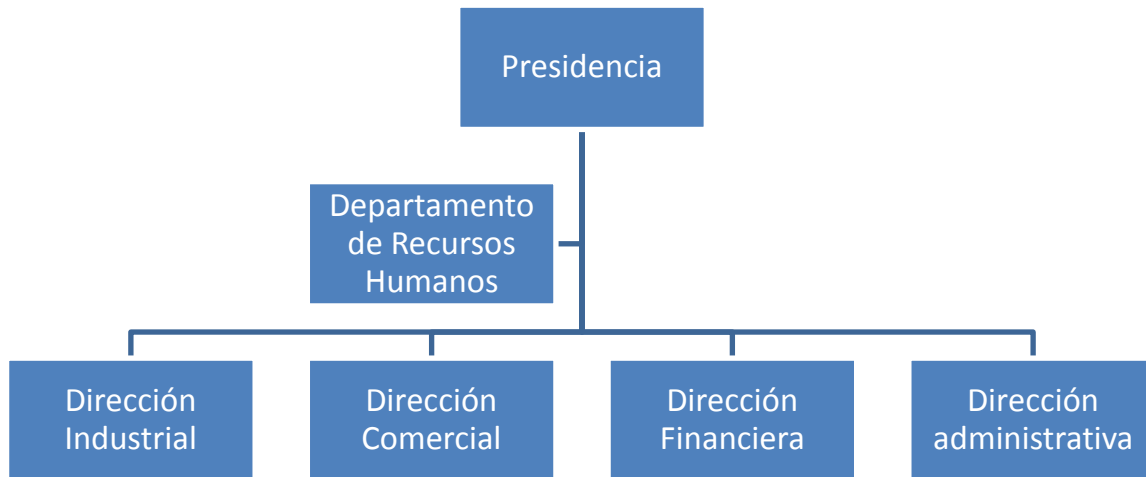 Presidencia
Departamento
de Recursos
Humanos
Dirección
Industrial
Dirección
Comercial
Dirección
Financiera
Dirección
administrativa